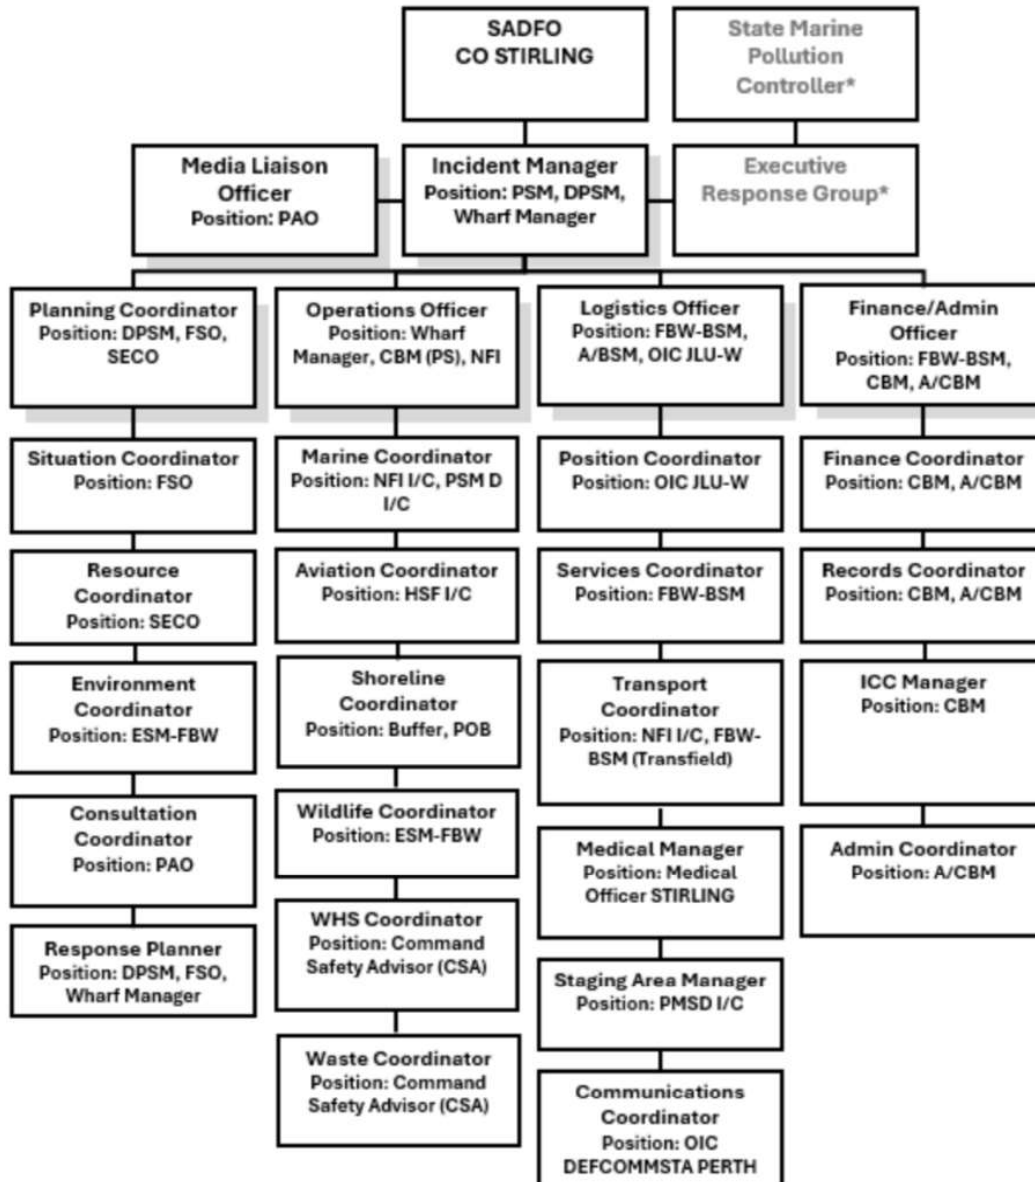 SADFO
CO STIRLING
State Marine
Pollution
Controller*
Media Liaison
Officer
Position: PAO
Incident Manager
Position: PSM, DPSM,
Wharf Manager
Executive
Response Group*
Planning Coordinator
Position: DPSM, FSO,
SECO
Operations Officer
Position: Wharf
Manager, CBM (PS), NFI
Logistics Officer
Position: FBW-BSM,
A/BSM, OIC JLU-W
Finance/Admin
Officer
Position: FBW-BSM,
CBM, A/CBM
Situation Coordinator
Position: FSO
Marine Coordinator
Position: NFI I/C, PSM D
I/C
Position Coordinator
Position: OIC JLU-W
Finance Coordinator
Position: CBM, A/CBM
Resource
Coordinator
Position: SECO
Aviation Coordinator
Position: HSF I/C
Services Coordinator
Position: FBW-BSM
Records Coordinator
Position: CBM, A/CBM
Environment
Coordinator
Position: ESM-FBW
Shoreline
Coordinator
Position: Buffer, POB
Transport
Coordinator
Position: NFI I/C, FBW-
BSM (Transfield)
ICC Manager
Position: CBM
Consultation
Coordinator
Position: PAO
Wildlife Coordinator
Position: ESM-FBW
Medical Manager
Position: Medical
Officer STIRLING
Admin Coordinator
Position: A/CBM
Response Planner
Position: DPSM, FSO,
Wharf Manager
WHS Coordinator
Position: Command
Safety Advisor (CSA)
Staging Area Manager
Position: PMSD I/C
Waste Coordinator
Position: Command
Safety Advisor (CSA)
Communications
Coordinator
Position: OIC
DEFCOMMSTA PERTH